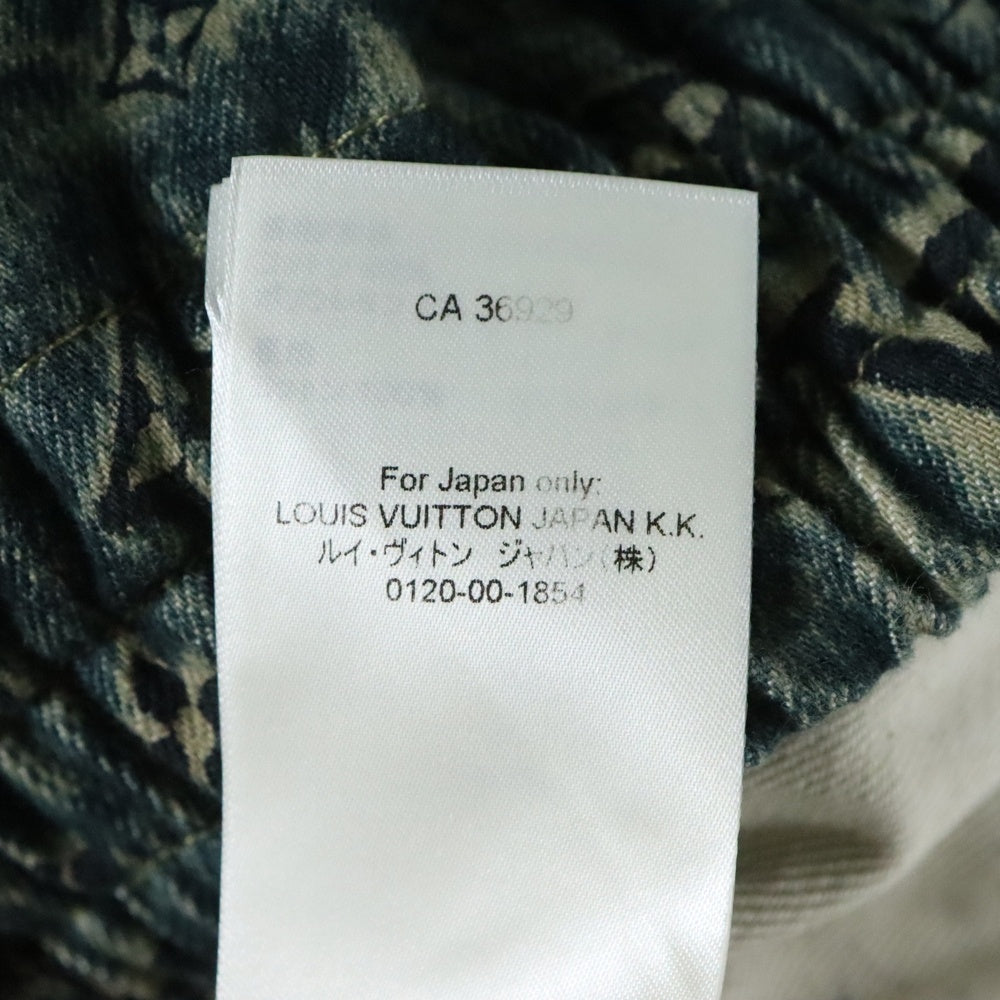 CA 36929
For Japan only:
LOUIS VUITTON JAPAN K.K.
ルイ・ヴィトン ジャパン(株)
0120-00-1854